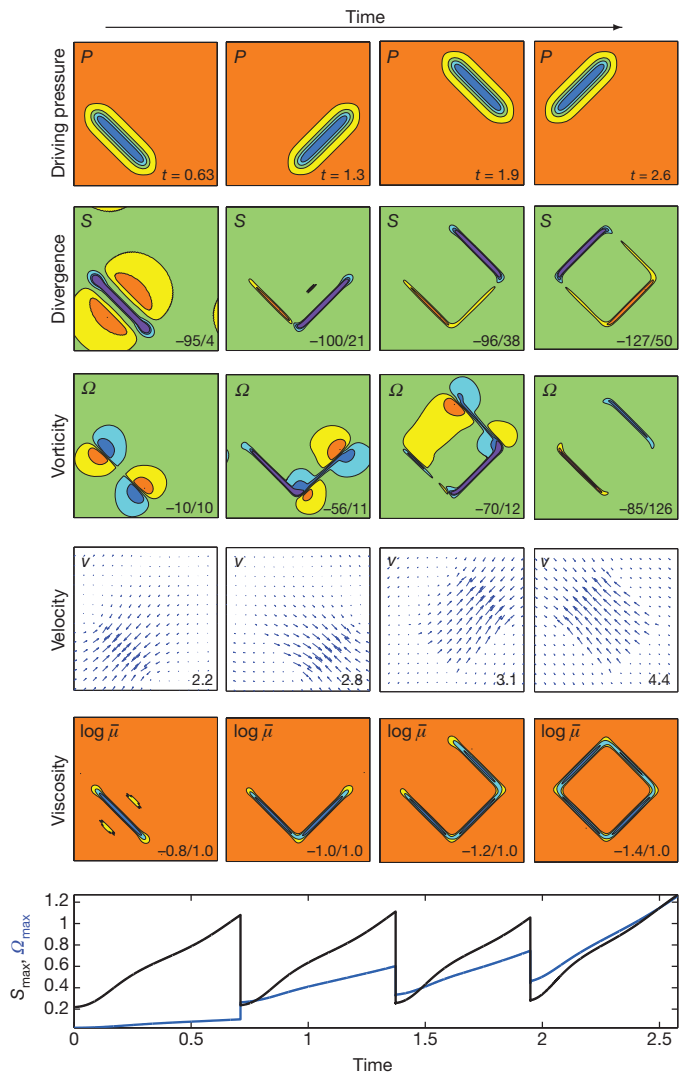 Time
Driving pressure
P
P
P
P
t = 0.63
t = 1.3
t = 1.9
t = 2.6
Divergence
S
S
S
S
−95/4
−100/21
−96/38
−127/50
Vorticity
Ω
Ω
Ω
Ω
−10/10
−56/11
−70/12
−85/126
Velocity
v
v
v
v
2.2
2.8
3.1
4.4
Viscosity
log μ̄
log μ̄
log μ̄
log μ̄
−0.8/1.0
−1.0/1.0
−1.2/1.0
−1.4/1.0
Smax, Ωmax
1.2
1
0.8
0.6
0.4
0.2
0
0.5
1
1.5
2
2.5
Time